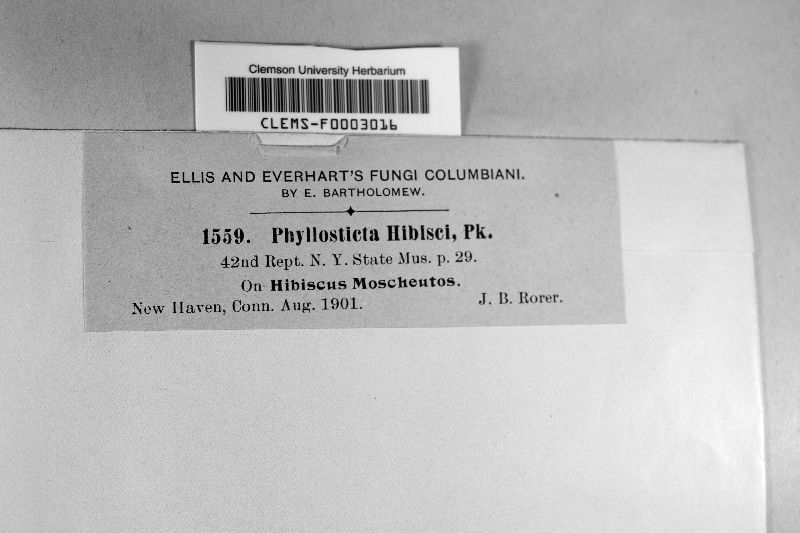 Clemson University Herbarium
CLEMS-F0003016
ELLIS AND EVERHART'S FUNGI COLUMBIANI.
BY E. BARTHOLOMEW.
1559. Phyllosticta Hibisci, Pk.
42nd Rept. N. Y. State Mus. p. 29.
On Hibiscus Moscheutos.
New Haven, Conn. Aug. 1901. J. B. Rorer.